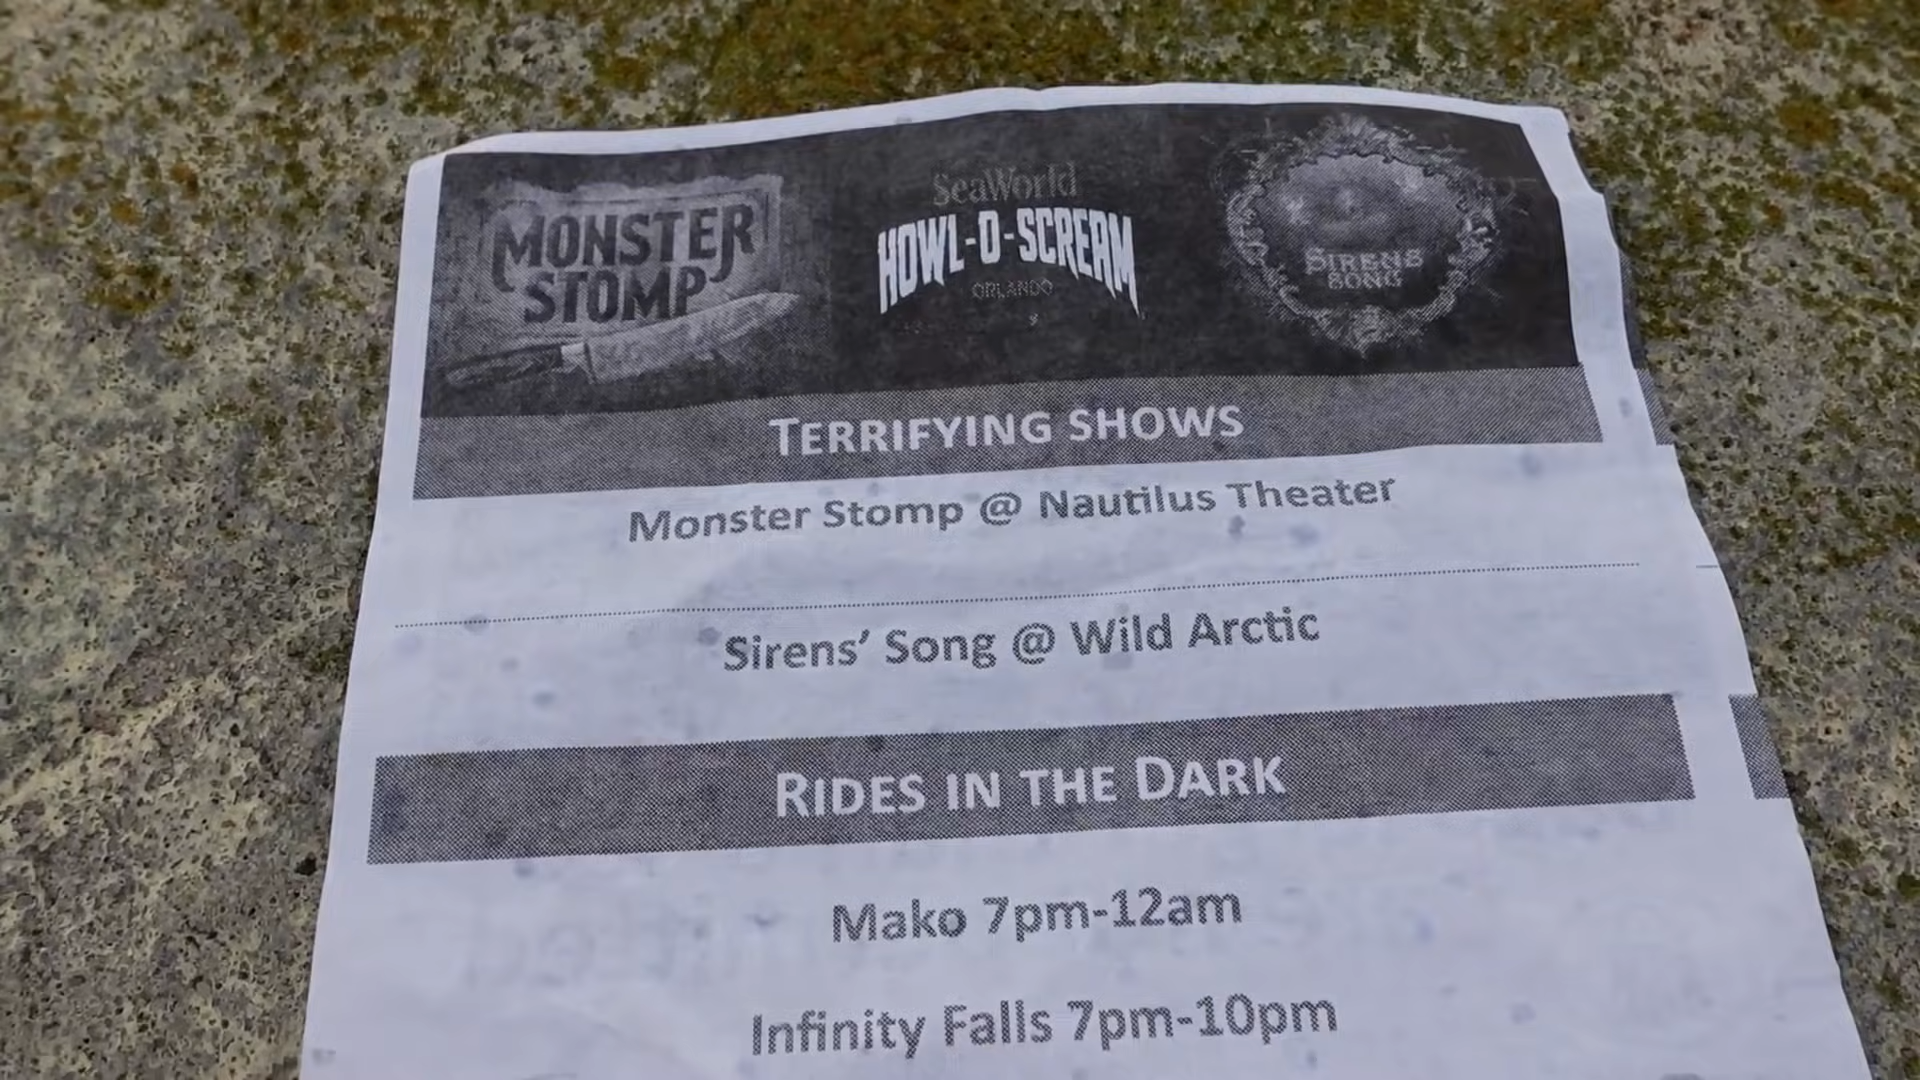 MONSTER
STOMP
SeaWorld
HOWL-O-SCREAM
ORLANDO
SIRENS
SONG
TERRIFYING SHOWS
Monster Stomp @ Nautilus Theater
Sirens’ Song @ Wild Arctic
RIDES IN THE DARK
Mako 7pm-12am
Infinity Falls 7pm-10pm